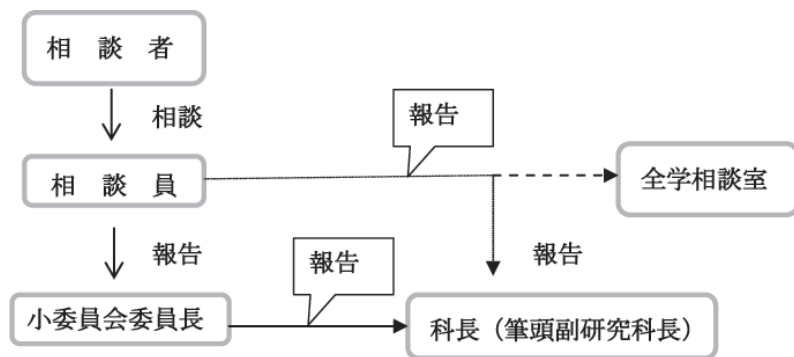 相 談 者
相談
報告
相 談 員
全学相談室
報告
報告
報告
小委員会委員長
科長（筆頭副研究科長）